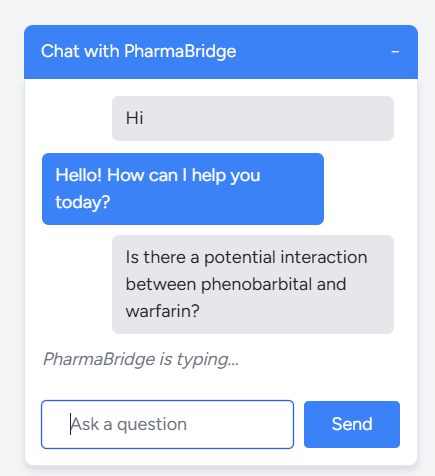 Chat with PharmaBridge −
Hi
Hello! How can I help you
today?
Is there a potential interaction
between phenobarbital and
warfarin?
PharmaBridge is typing...
Ask a question
Send